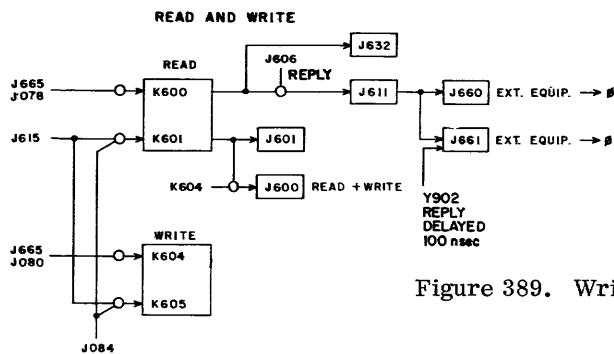 READ AND WRITE
READ
J606
REPLY
J632
J665
J078
K600
J611
J660 EXT. EQUIP. → ø
J615
K601
J601
J661 EXT. EQUIP. → ø
K604
J600 READ + WRITE
Y902
REPLY
DELAYED
100 nsec
WRITE
J665
J080
K604
K605
J084
Figure 389. Wri